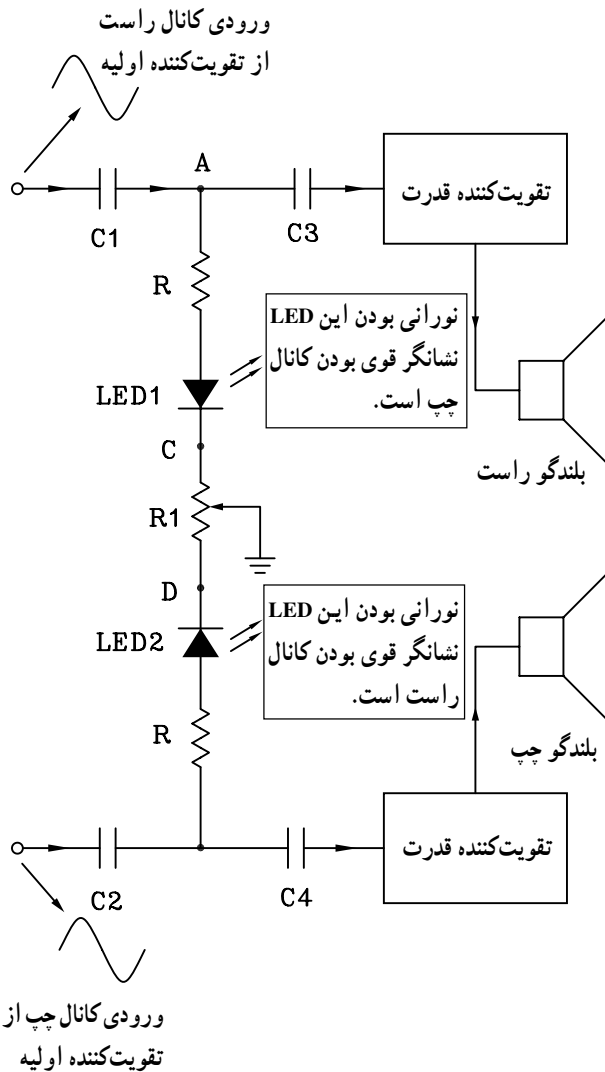 ورودی کانال راست
از تقویت‌کننده اولیه
A
تقویت‌کننده قدرت
C1
C3
R
نورانی بودن این LED
نشانگر قوی بودن کانال
چپ است.
LED1
C
بلندگو راست
R1
D
نورانی بودن این LED
نشانگر قوی بودن کانال
راست است.
LED2
R
بلندگو چپ
تقویت‌کننده قدرت
C2
C4
ورودی کانال چپ از
تقویت‌کننده اولیه